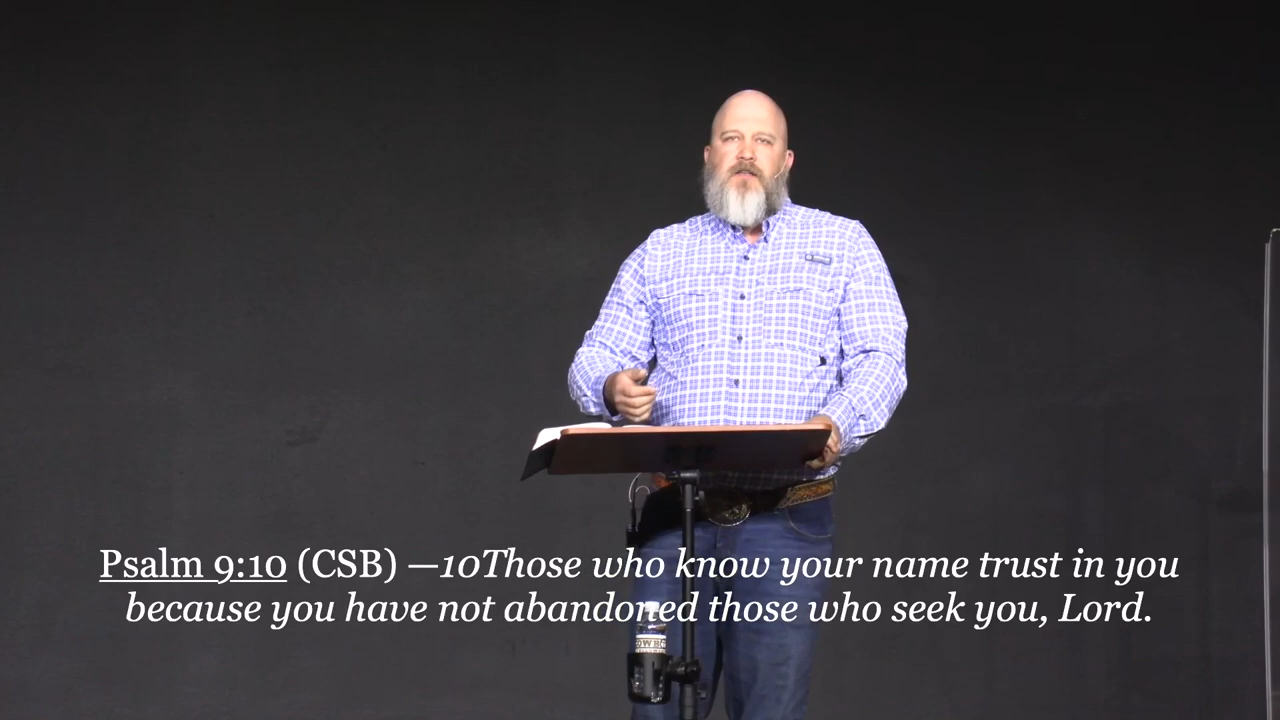 Psalm 9:10 (CSB) —10Those who know your name trust in you
because you have not abandoned those who seek you, Lord.